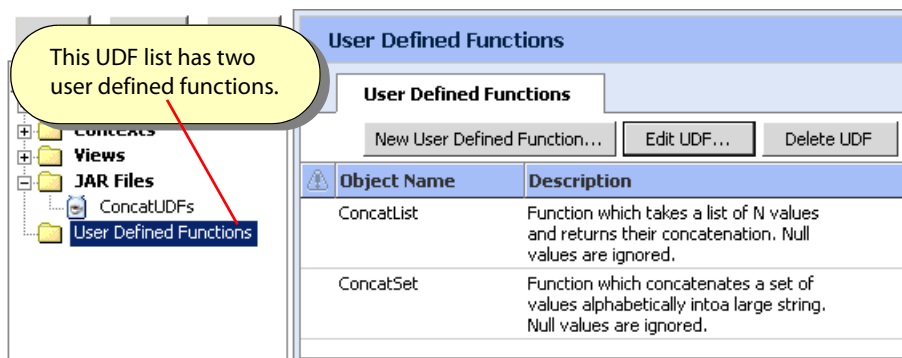 This UDF list has two
user defined functions.
Contexts
Views
JAR Files
ConcatUDFs
User Defined Functions
User Defined Functions
User Defined Functions
New User Defined Function...
Edit UDF...
Delete UDF
Object Name
Description
ConcatList
Function which takes a list of N values
and returns their concatenation. Null
values are ignored.
ConcatSet
Function which concatenates a set of
values alphabetically intoa large string.
Null values are ignored.